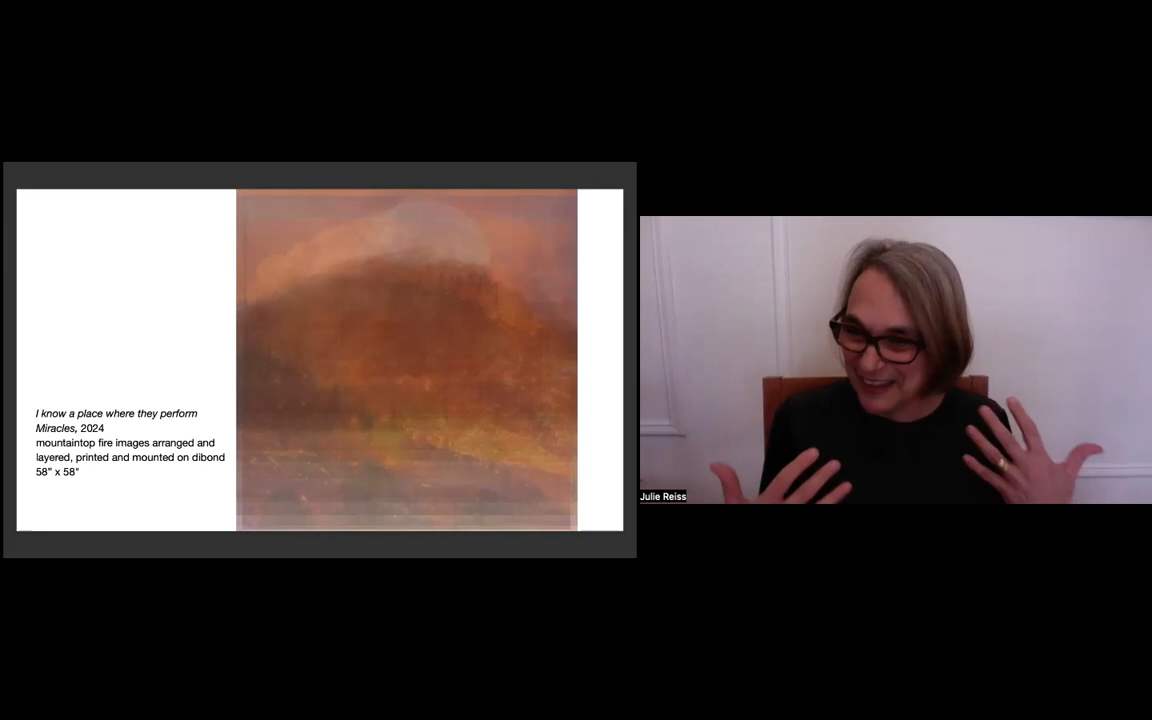 I know a place where they perform
Miracles, 2024
mountaintop fire images arranged and
layered, printed and mounted on dibond
58” x 58"
Julie Reiss